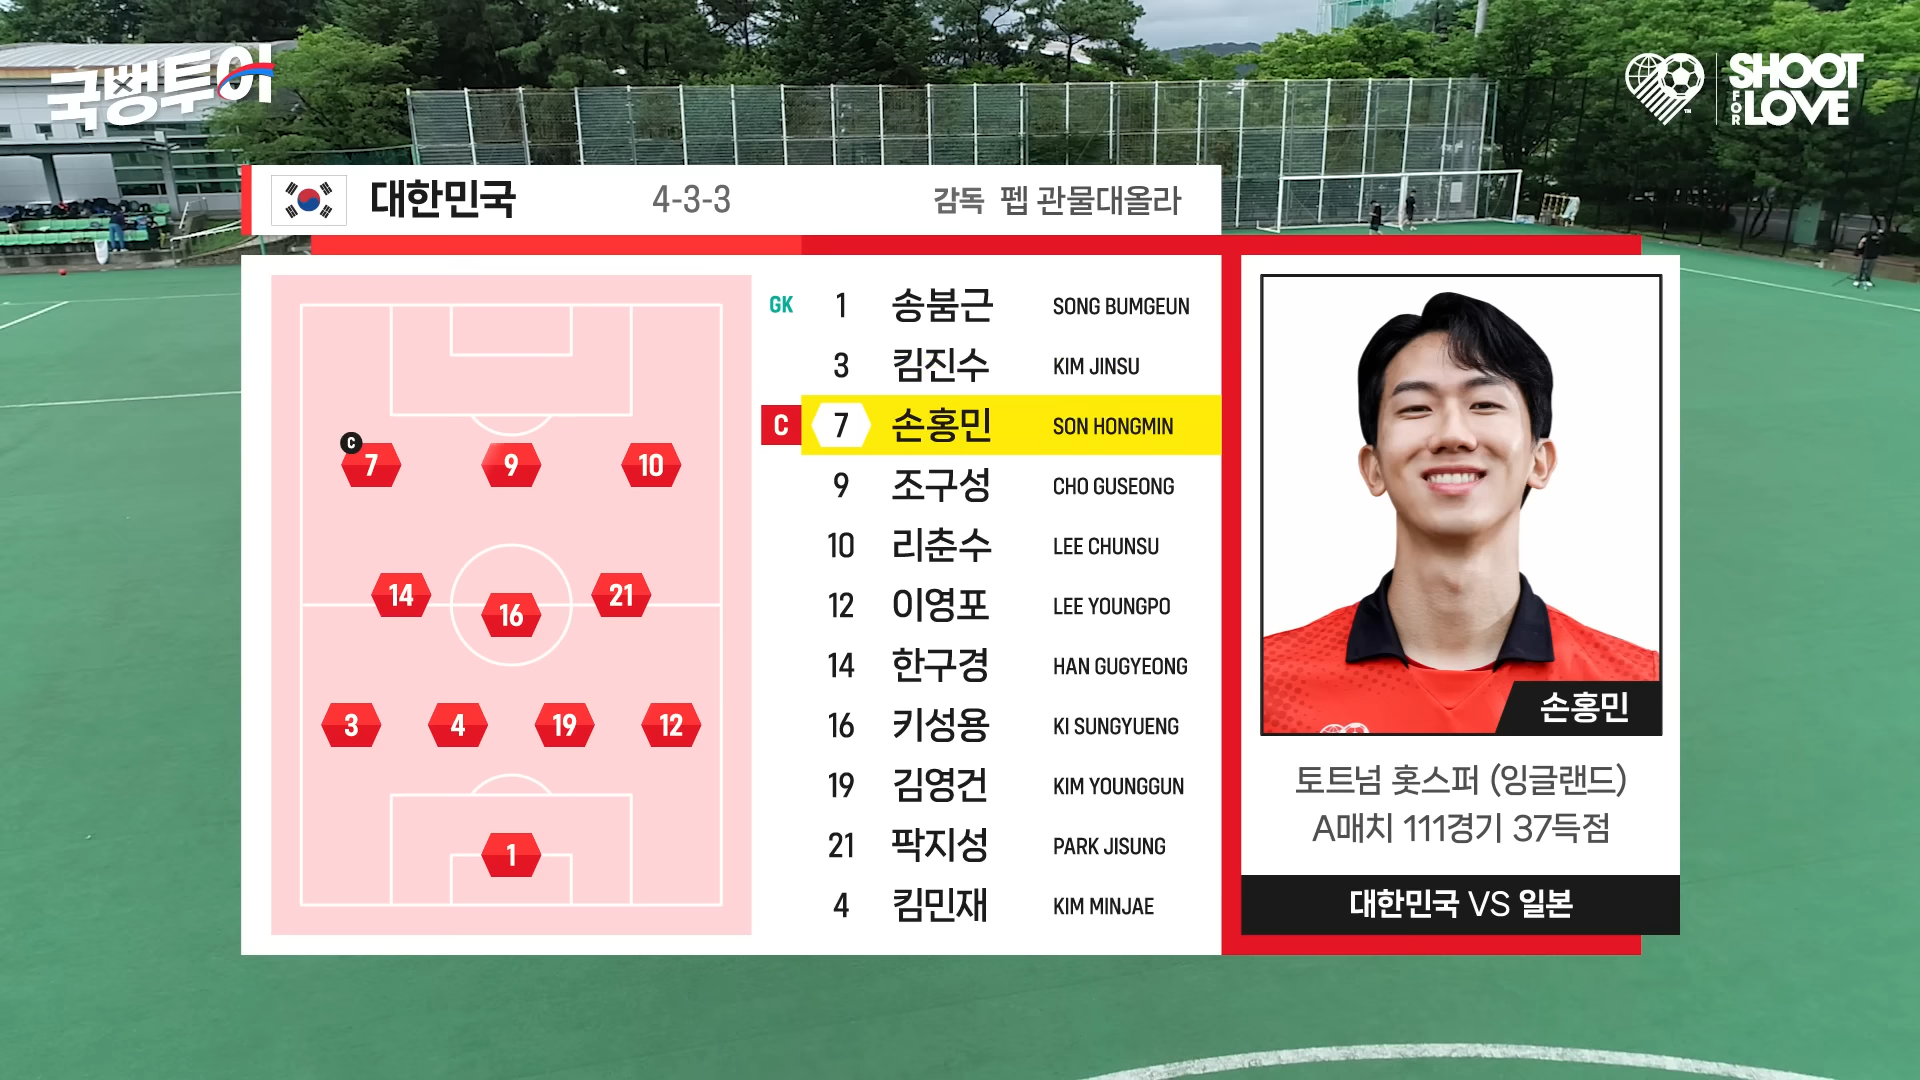 국뻥투어
SHOOT
FOR
LOVE
TM
대한민국 4-3-3 감독 펩 관물대올라
C
7 9 10
14 16 21
3 4 19 12
1
GK 1 송붐근 SONG BUMGEUN
3 킴진수 KIM JINSU
C 7 손홍민 SON HONGMIN
9 조구성 CHO GUSEONG
10 리춘수 LEE CHUNSU
12 이영포 LEE YOUNGPO
14 한구경 HAN GUGYEONG
16 키성용 KI SUNGYUENG
19 김영건 KIM YOUNGGUN
21 팍지성 PARK JISUNG
4 킴민재 KIM MINJAE
손홍민
토트넘 홋스퍼 (잉글랜드)
A매치 111경기 37득점
대한민국 VS 일본